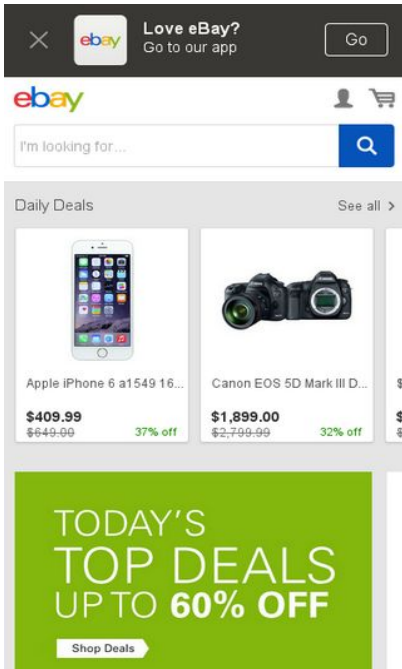 ebay
Love eBay?
Go to our app
Go
ebay
I'm looking for...
Daily Deals
See all >
Apple iPhone 6 a1549 16...
Canon EOS 5D Mark III D...
$409.99
$649.00
37% off
$1,899.00
$2,799.99
32% off
TODAY'S
TOP DEALS
UP TO 60% OFF
Shop Deals